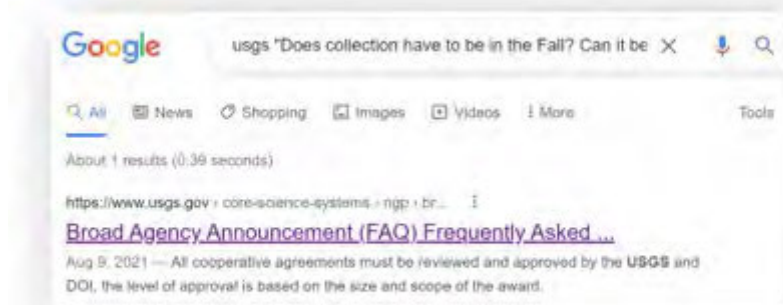 Google
usgs "Does collection have to be in the Fall? Can it be
All News Shopping Images Videos More Tools
About 1 results (0.39 seconds)
https://www.usgs.gov › core-science-systems › ngp › br...
Broad Agency Announcement (FAQ) Frequently Asked ...
Aug 9, 2021 — All cooperative agreements must be reviewed and approved by the USGS and
DOI, the level of approval is based on the size and scope of the award.